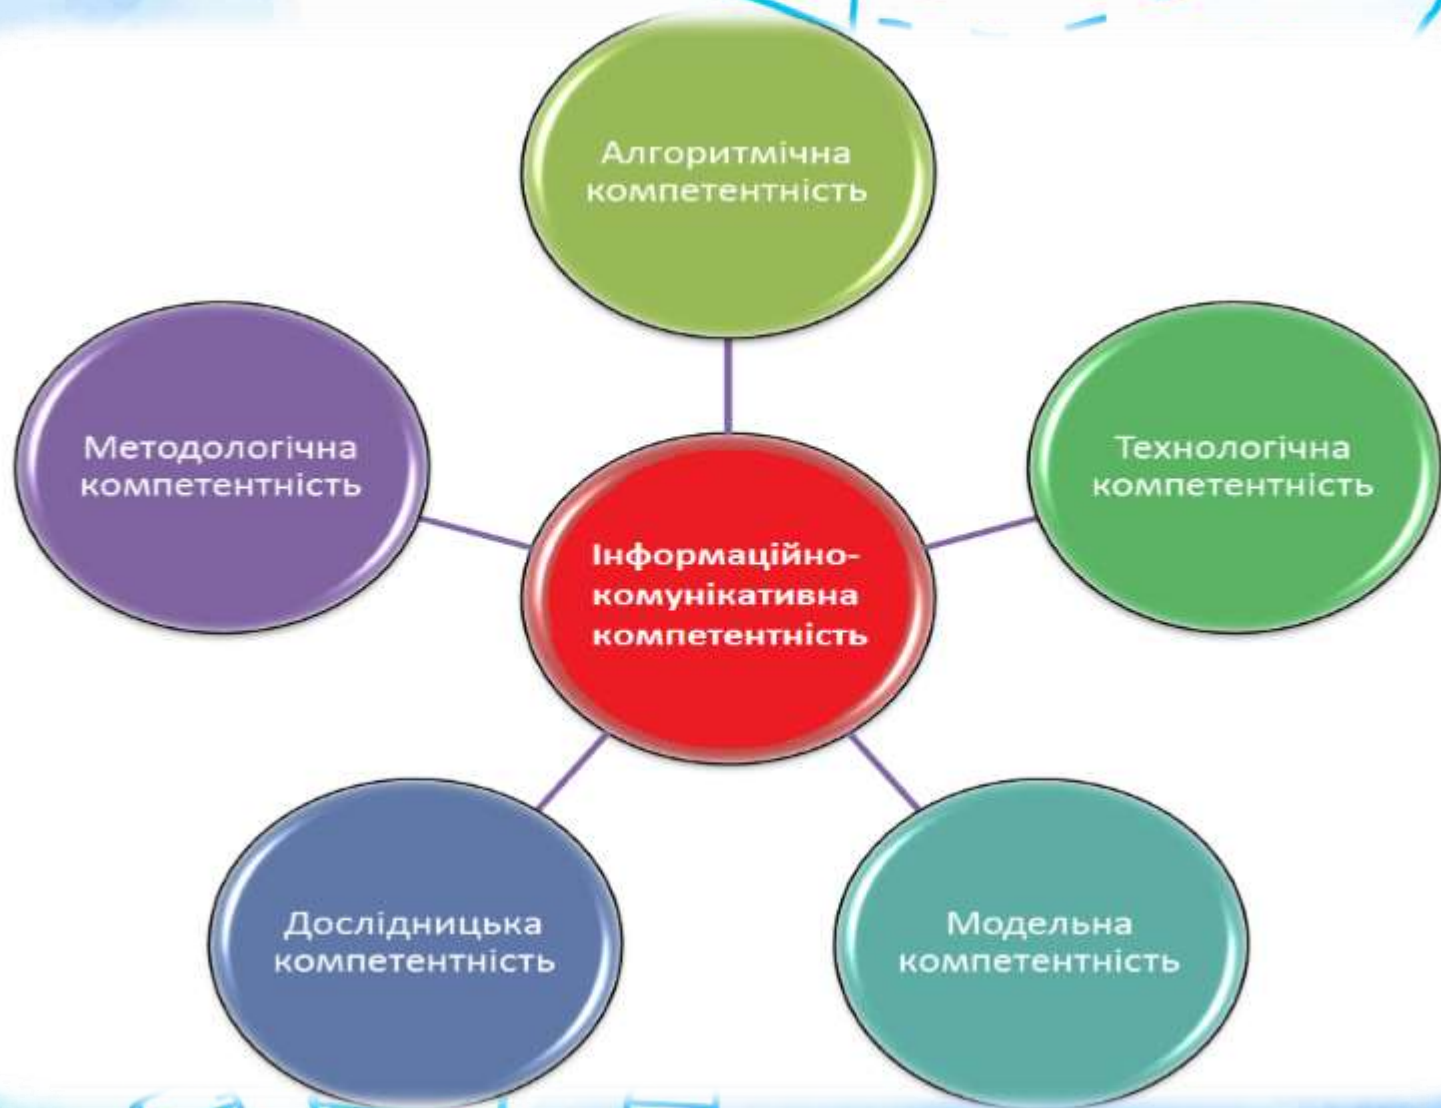 Алгоритмічна
компетентність
Методологічна
компетентність
Технологічна
компетентність
Інформаційно-
комунікативна
компетентність
Дослідницька
компетентність
Модельна
компетентність